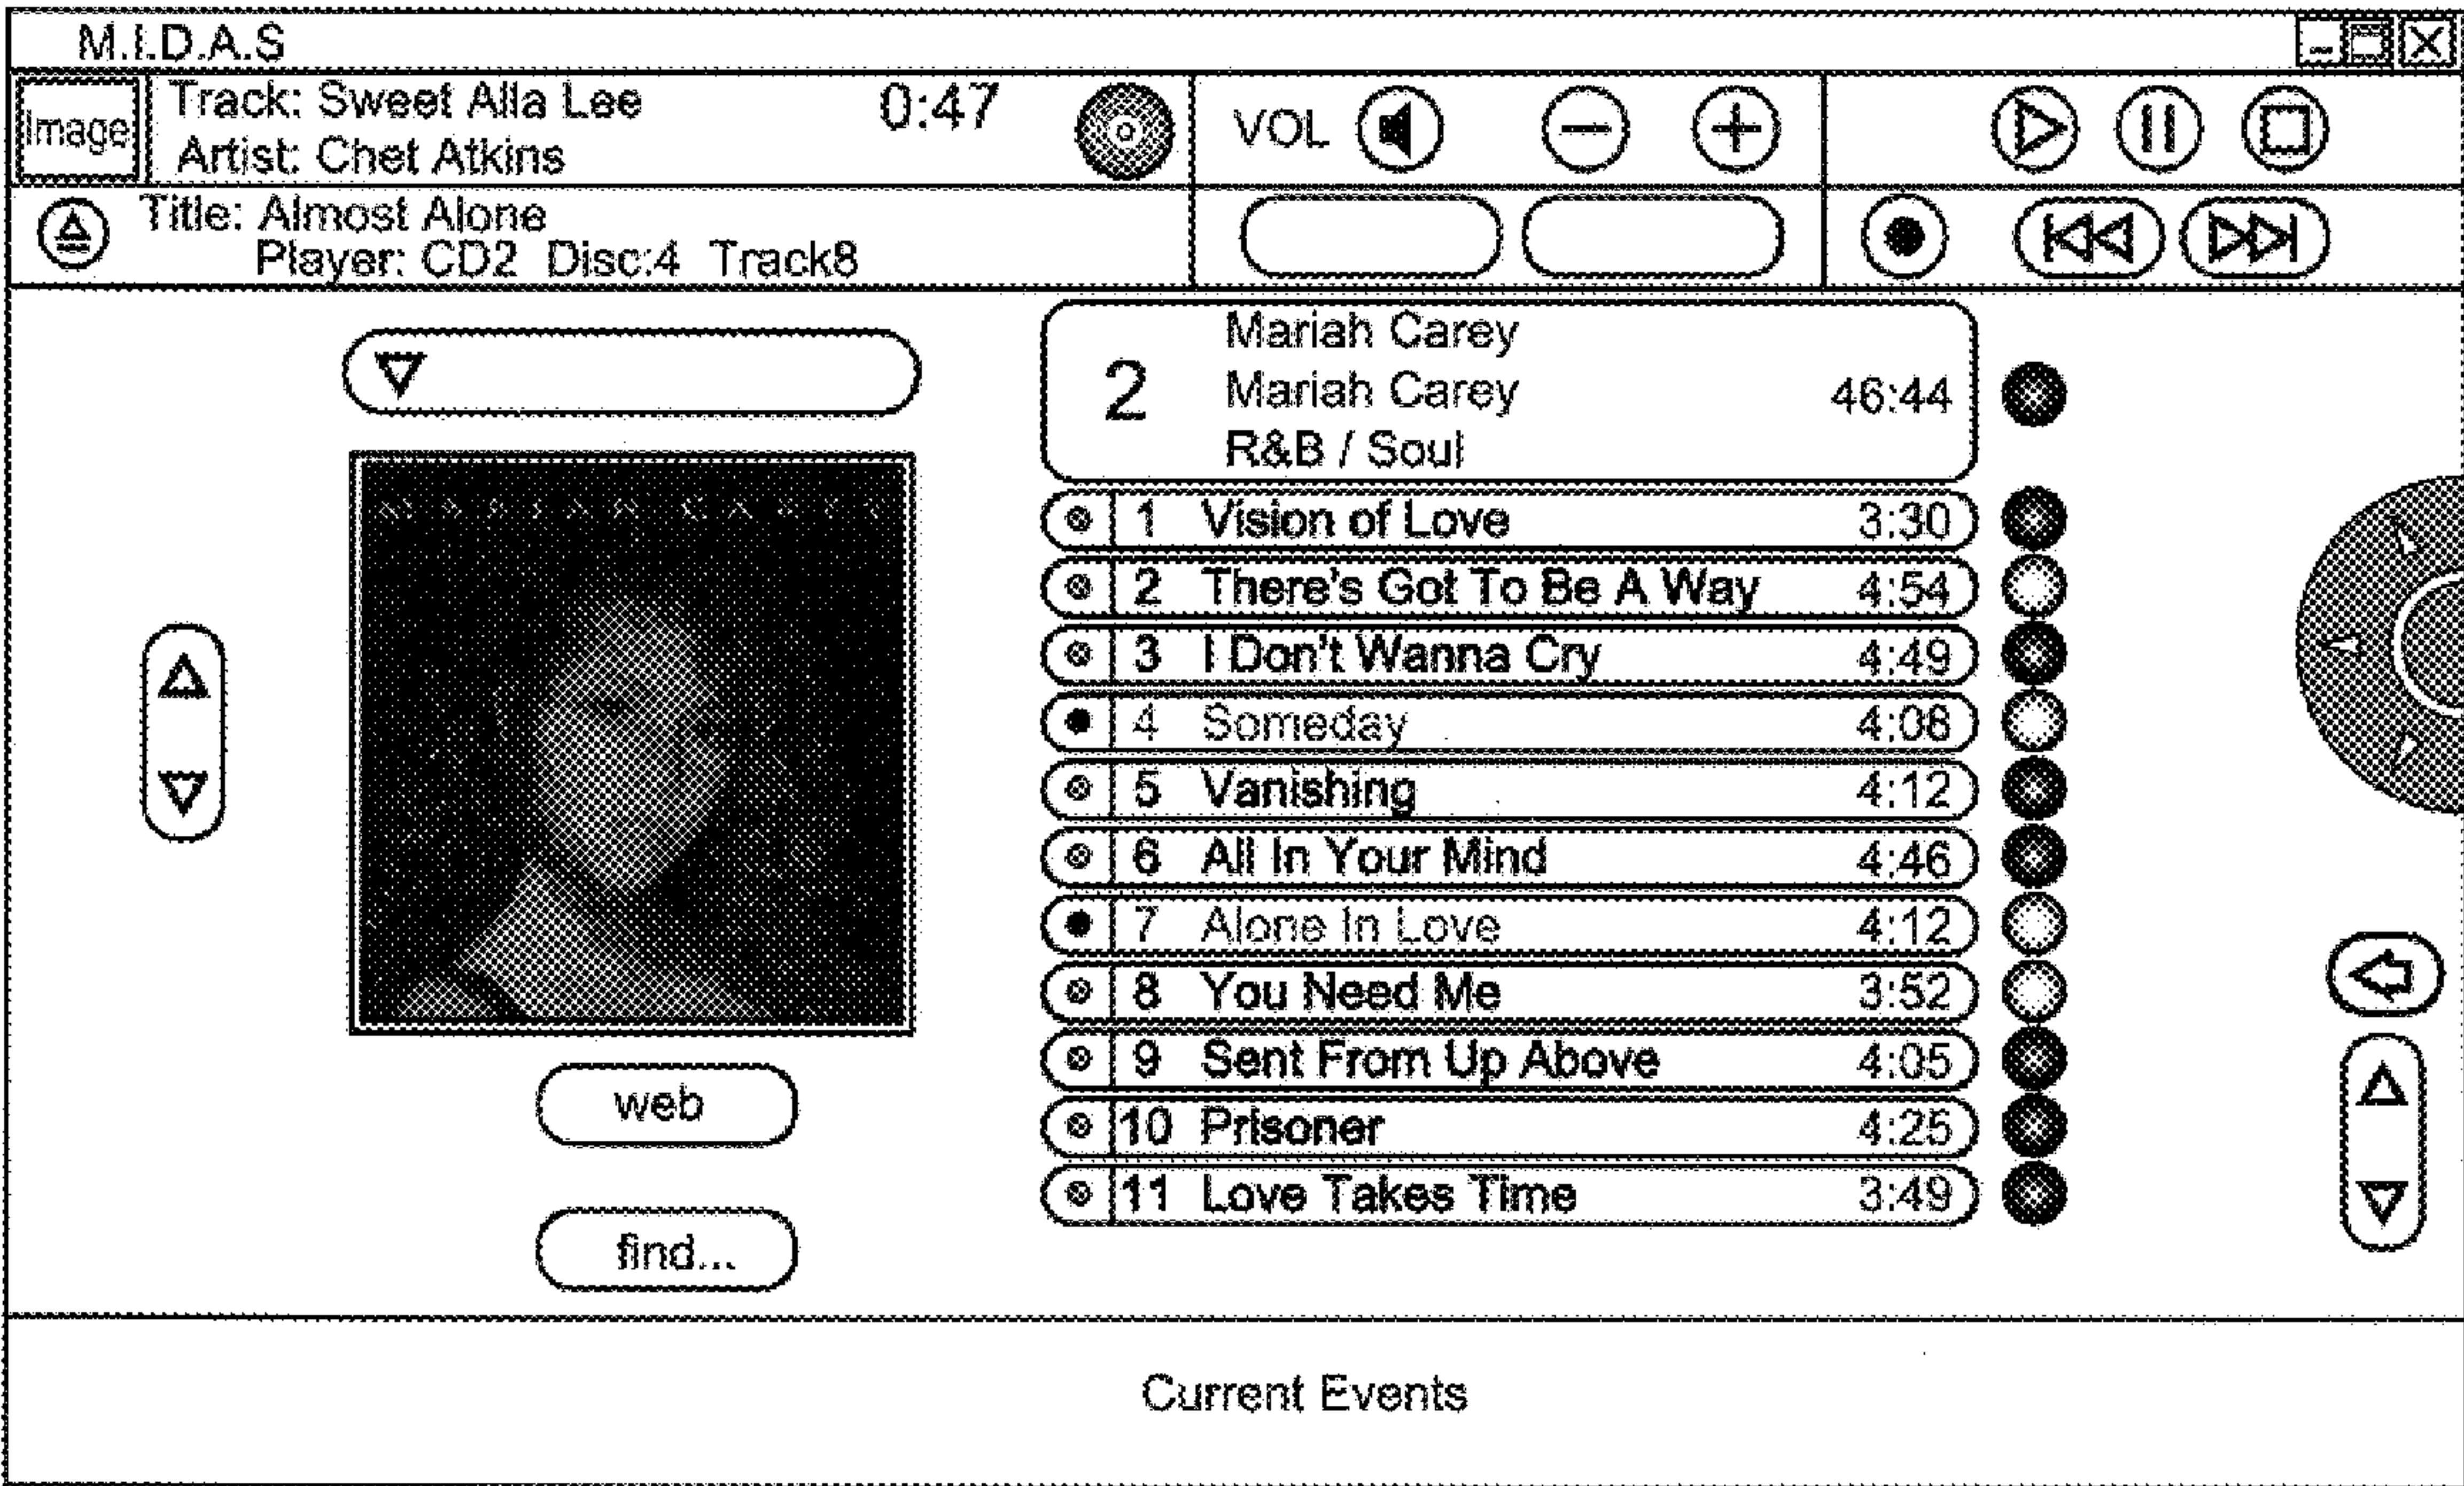 M.I.D.A.S
Image
Track: Sweet Alla Lee 0:47
Artist: Chet Atkins
VOL
Title: Almost Alone
Player: CD2 Disc:4 Track8
Mariah Carey
2 Mariah Carey 46:44
R&B / Soul
MARIAH CAREY
1 Vision of Love 3:30
2 There's Got To Be A Way 4:54
3 I Don't Wanna Cry 4:49
4 Someday 4:08
5 Vanishing 4:12
6 All In Your Mind 4:46
7 Alone In Love 4:12
8 You Need Me 3:52
9 Sent From Up Above 4:05
10 Prisoner 4:25
11 Love Takes Time 3:49
web
find...
Current Events